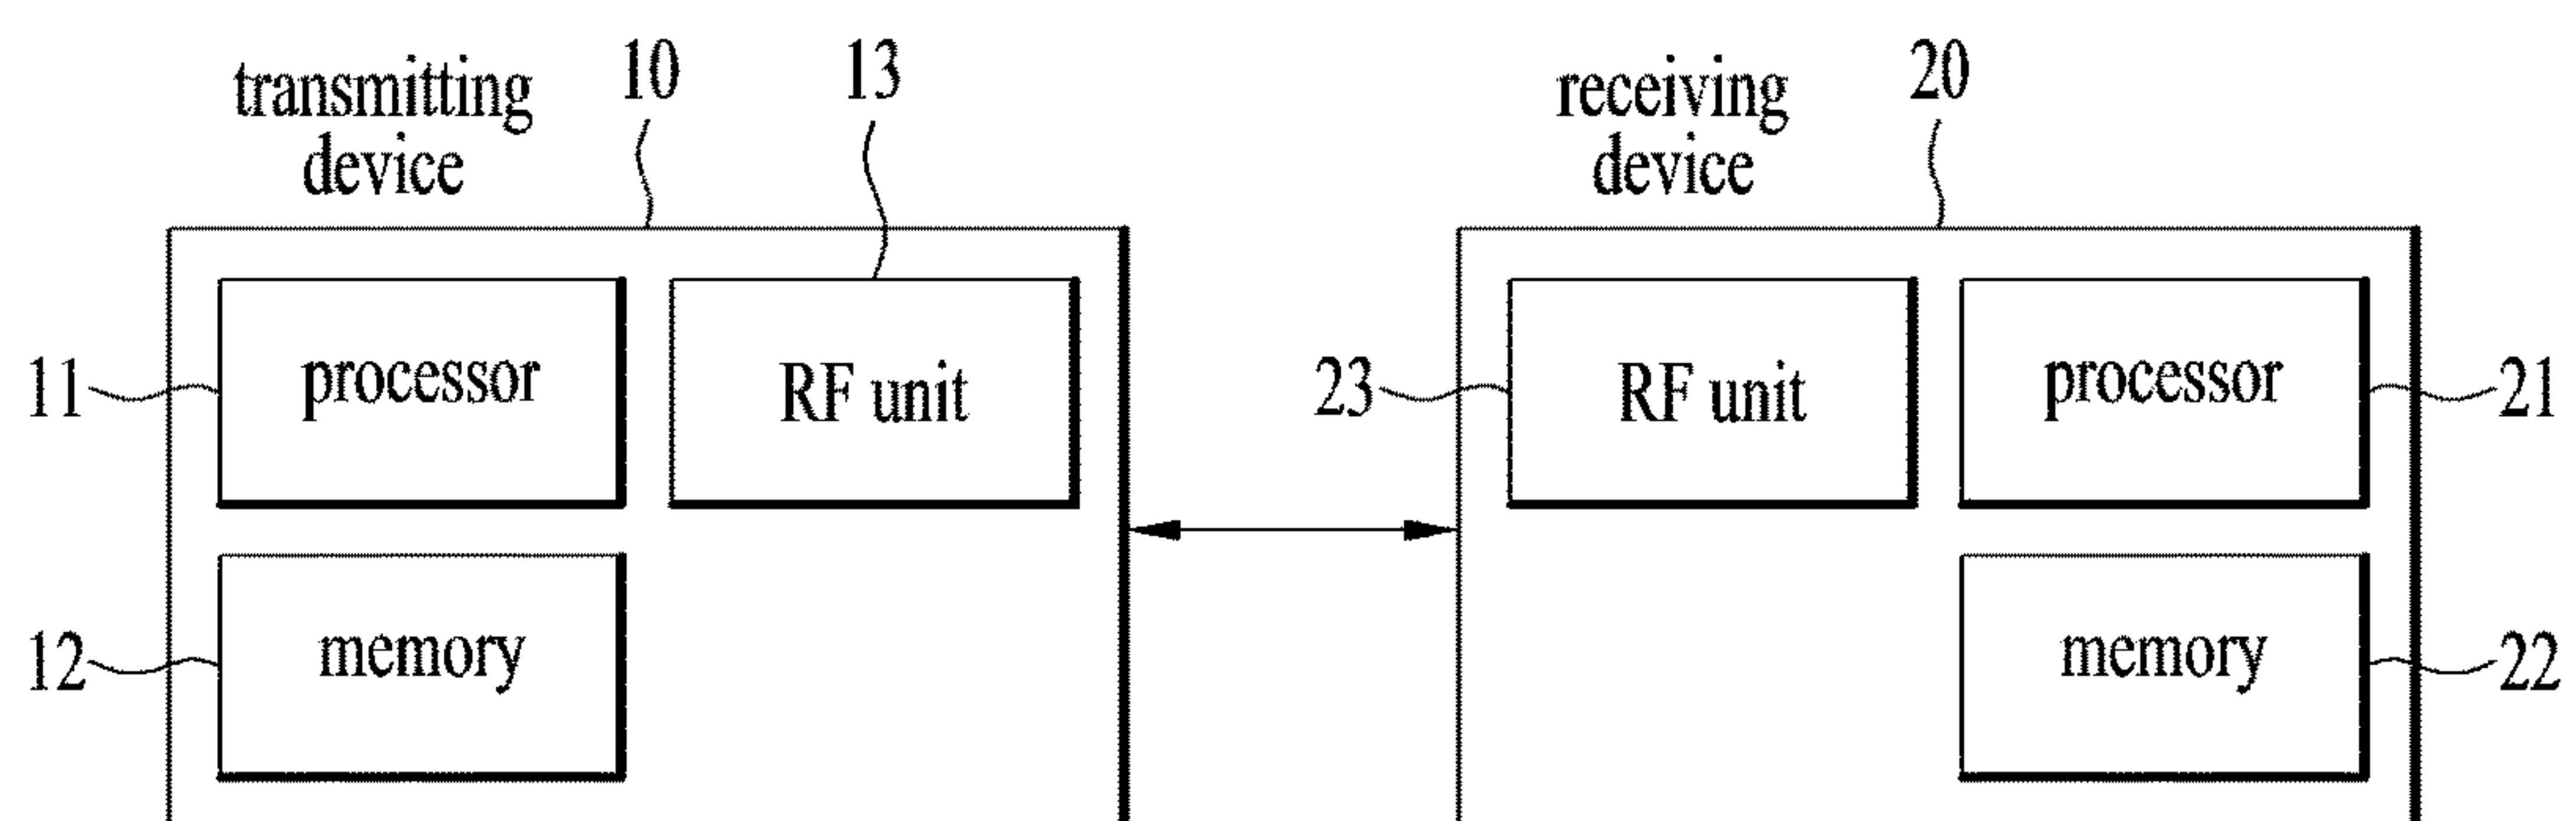 transmitting
device
10
13
receiving
device
20
11
processor
RF unit
23
RF unit
processor
21
12
memory
memory
22